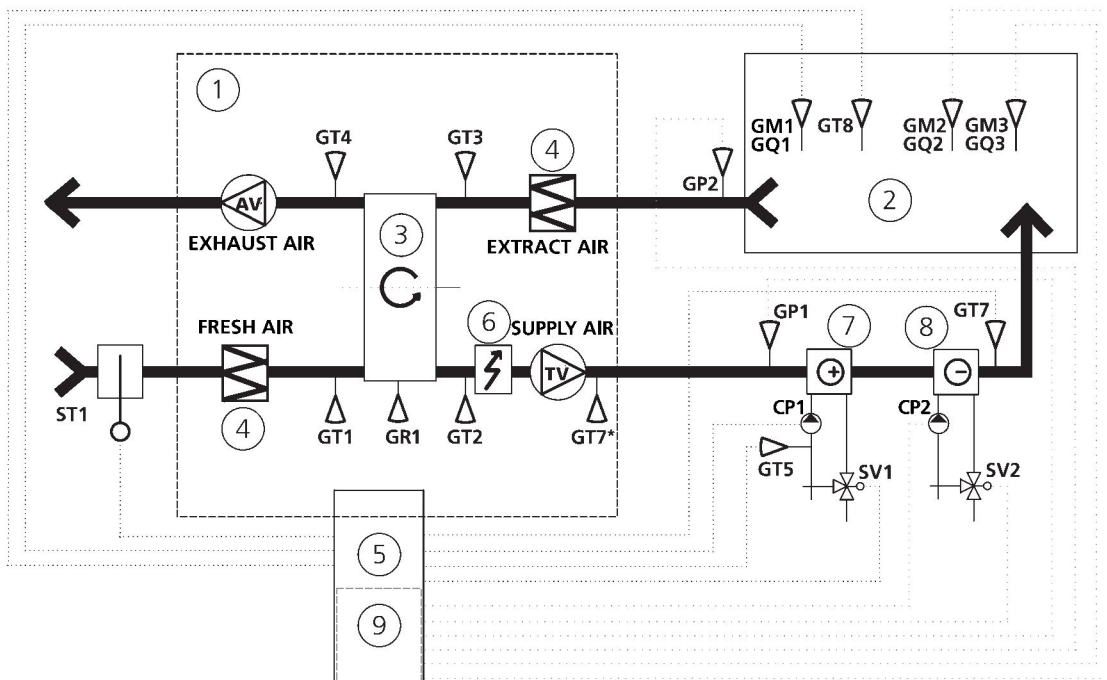 1
GT4
GT3
4
GM1
GQ1
GT8
GM2
GQ2
GM3
GQ3
GP2
2
AV
EXHAUST AIR
3
EXTRACT AIR
FRESH AIR
6
SUPPLY AIR
GP1
7
8
GT7
TV
ST1
4
GT1
GR1
GT2
GT7*
CP1
CP2
GT5
SV1
SV2
5
9